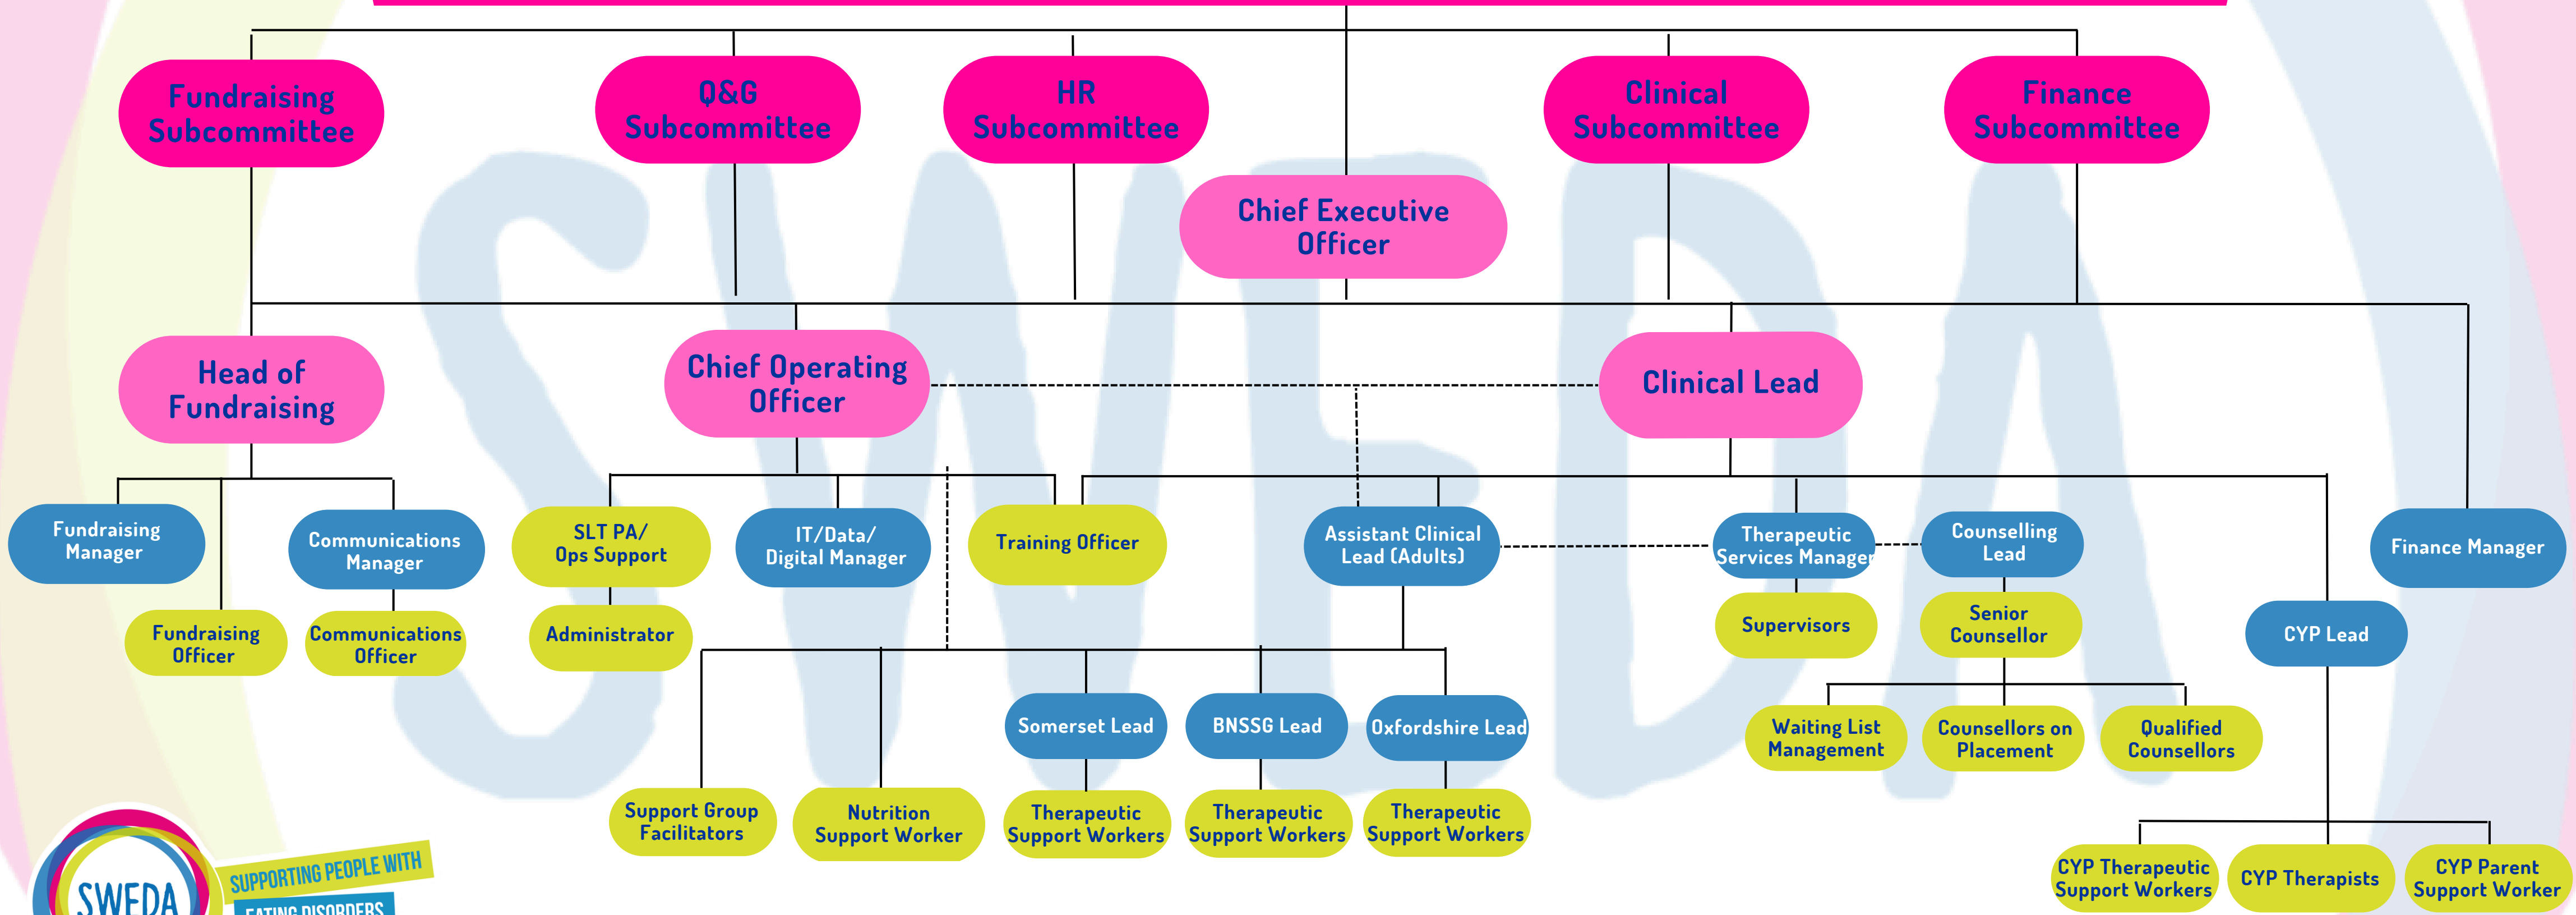 Fundraising
Subcommittee
Q&G
Subcommittee
HR
Subcommittee
Clinical
Subcommittee
Finance
Subcommittee
Chief Executive
Officer
Head of
Fundraising
Chief Operating
Officer
Clinical Lead
Fundraising
Manager
Communications
Manager
SLT PA/
Ops Support
IT/Data/
Digital Manager
Training Officer
Assistant Clinical
Lead (Adults)
Therapeutic
Services Manager
Counselling
Lead
Finance Manager
Fundraising
Officer
Communications
Officer
Administrator
Supervisors
Senior
Counsellor
CYP Lead
Somerset Lead
BNSSG Lead
Oxfordshire Lead
Waiting List
Management
Counsellors on
Placement
Qualified
Counsellors
Support Group
Facilitators
Nutrition
Support Worker
Therapeutic
Support Workers
Therapeutic
Support Workers
Therapeutic
Support Workers
CYP Therapeutic
Support Workers
CYP Therapists
CYP Parent
Support Worker
SWEDA
SWEDA
SUPPORTING PEOPLE WITH
EATING DISORDERS